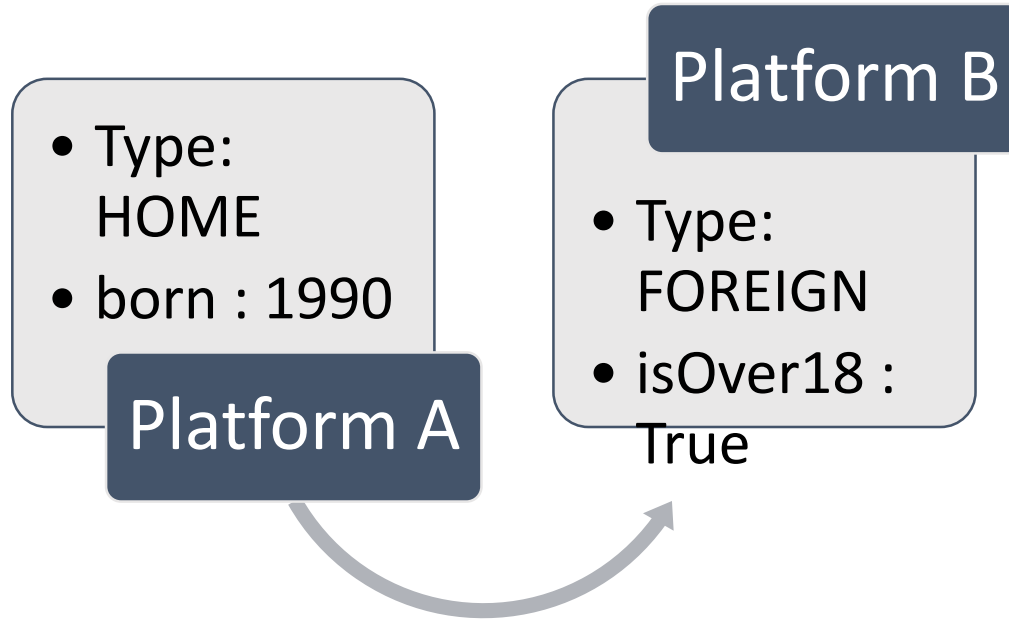 • Type:
HOME
• born : 1990
Platform A
Platform B
• Type:
FOREIGN
• isOver18 :
True